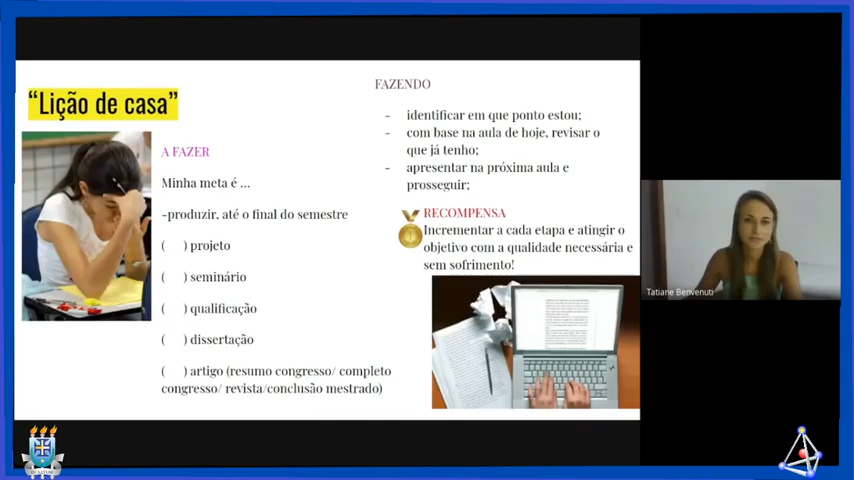 “Lição de casa”
A FAZER
Minha meta é ...
-produzir, até o final do semestre
( ) projeto
( ) seminário
( ) qualificação
( ) dissertação
( ) artigo (resumo congresso/ completo
congresso/ revista/conclusão mestrado)
FAZENDO
- identificar em que ponto estou;
- com base na aula de hoje, revisar o
que já tenho;
- apresentar na próxima aula e
prosseguir;
RECOMPENSA
Incrementar a cada etapa e atingir o
objetivo com a qualidade necessária e
sem sofrimento!
Tatiane Benvenuti